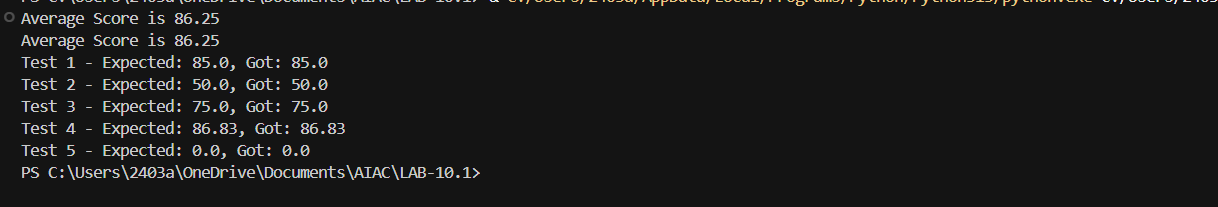 Average Score is 86.25
Average Score is 86.25
Test 1 - Expected: 85.0, Got: 85.0
Test 2 - Expected: 50.0, Got: 50.0
Test 3 - Expected: 75.0, Got: 75.0
Test 4 - Expected: 86.83, Got: 86.83
Test 5 - Expected: 0.0, Got: 0.0
PS C:\Users\2403a\OneDrive\Documents\AIAC\LAB-10.1>